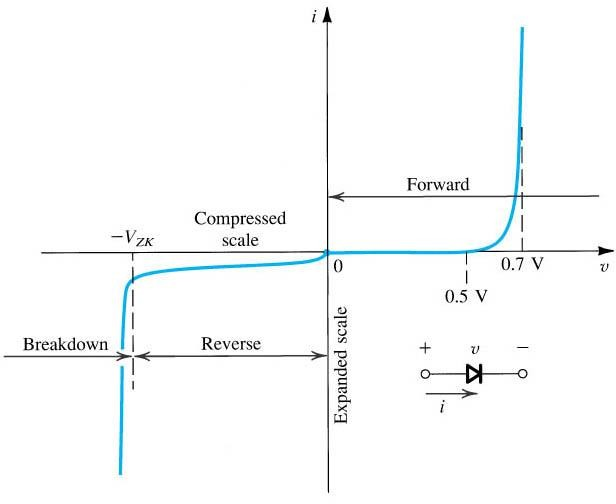 i
Forward
Compressed
scale
−V_ZK
0
0.7 V
v
0.5 V
Expanded scale
Breakdown
Reverse
+ v −
i